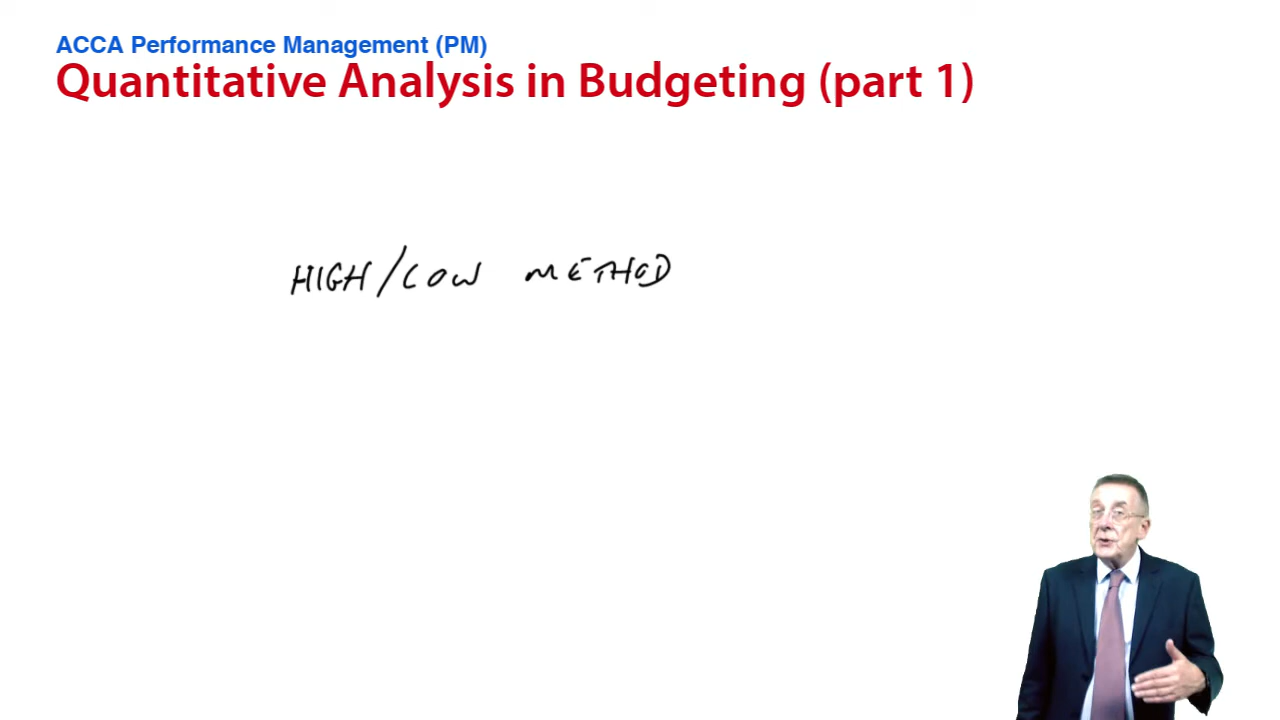 ACCA Performance Management (PM)
Quantitative Analysis in Budgeting (part 1)
HIGH/LOW METHOD